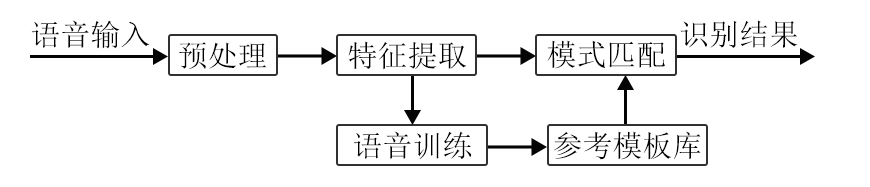 语音输入
预处理
特征提取
模式匹配
识别结果
语音训练
参考模板库